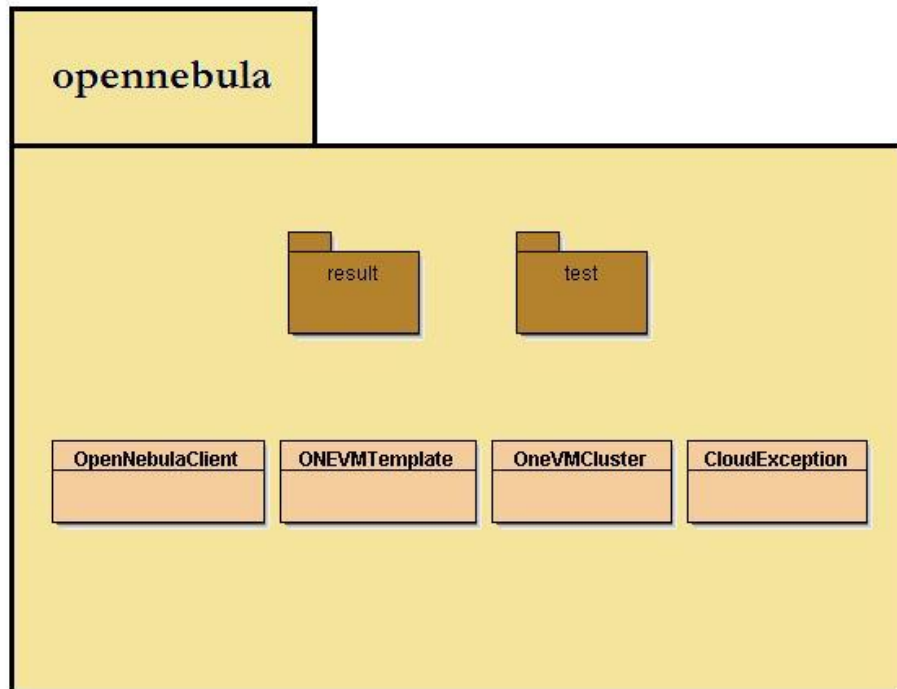 opennebula
result
test
OpenNebulaClient
ONEVMTemplate
OneVMCluster
CloudException